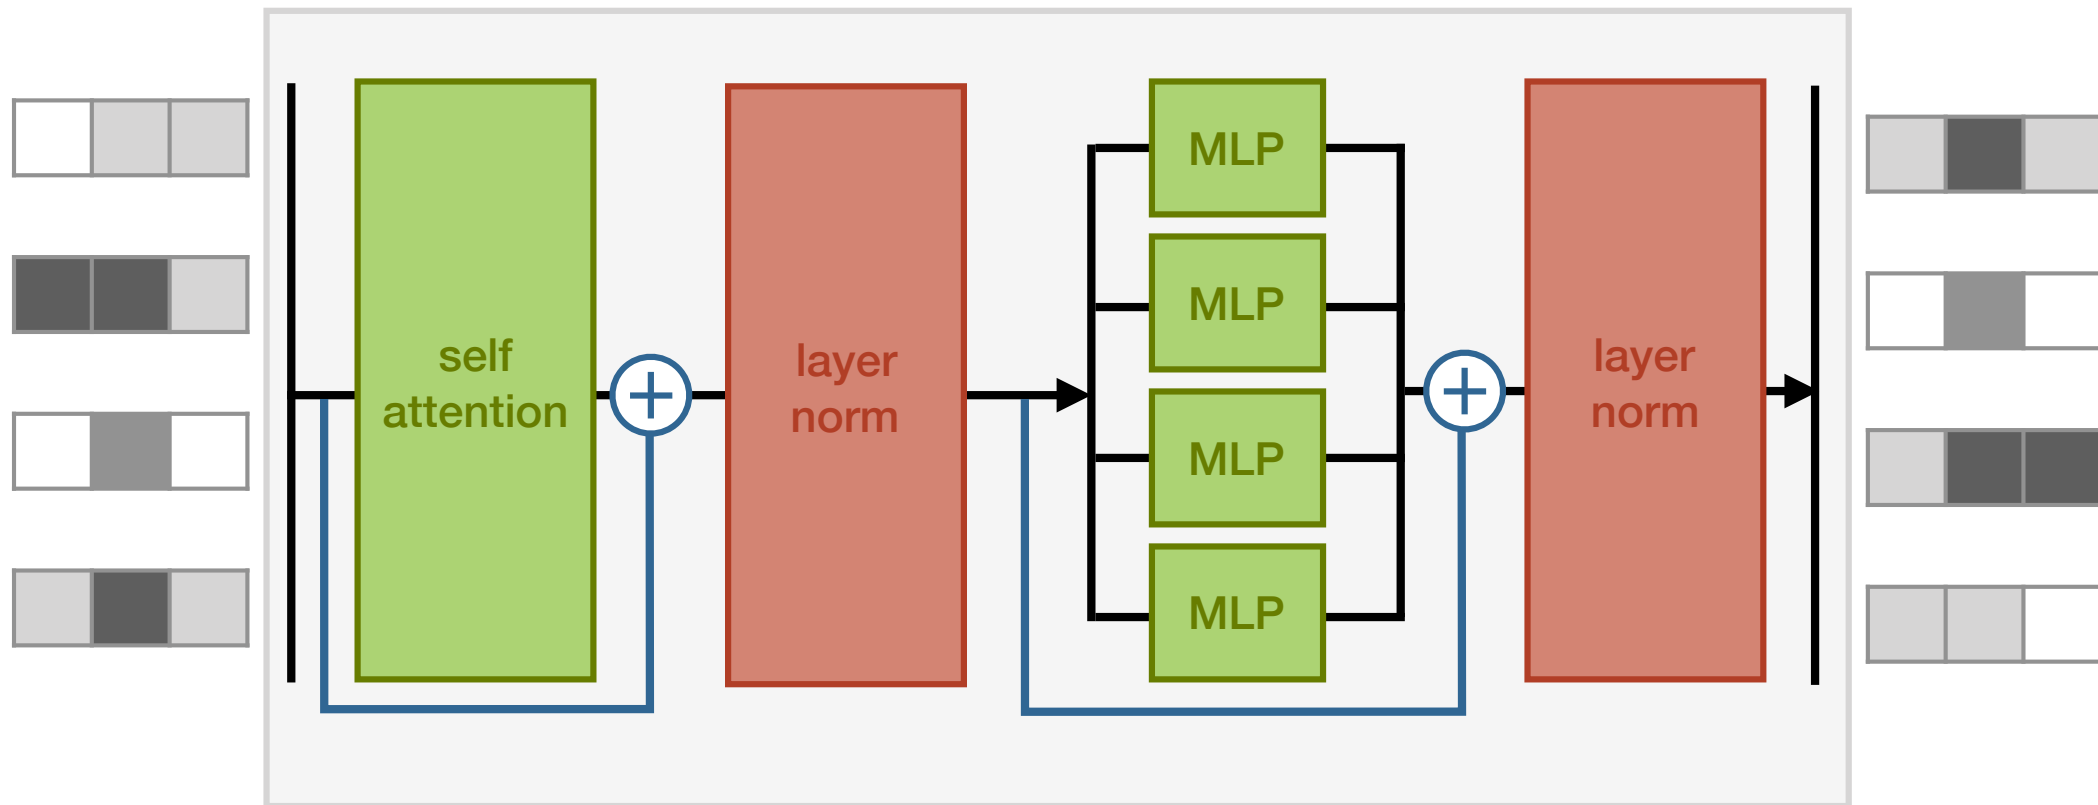 self
attention
layer
norm
MLP
MLP
MLP
MLP
layer
norm